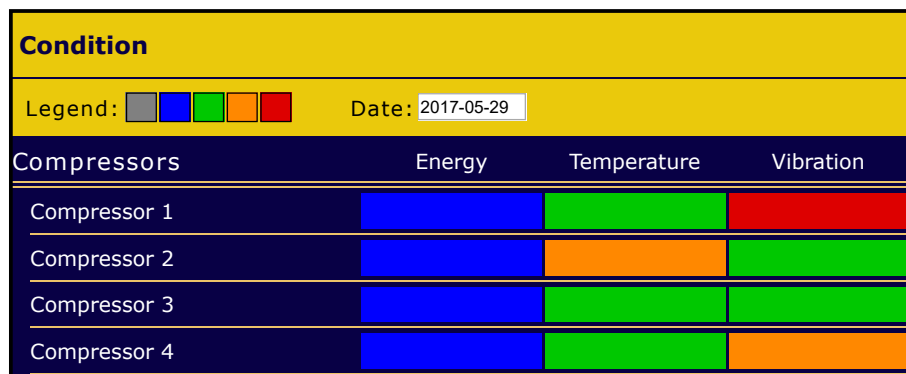 Condition
Legend: Date: 2017-05-29
Compressors Energy Temperature Vibration
Compressor 1
Compressor 2
Compressor 3
Compressor 4